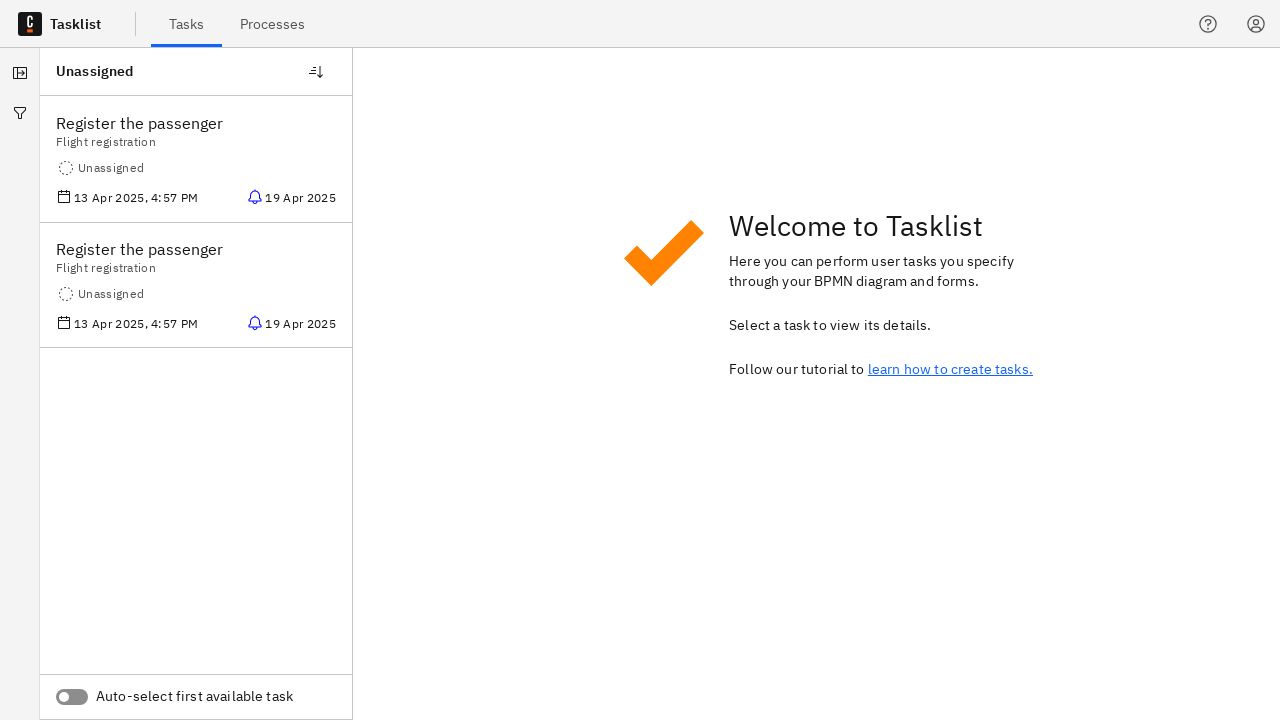 Tasklist
Tasks
Processes
Unassigned
Register the passenger
Flight registration
Unassigned
13 Apr 2025, 4:57 PM
19 Apr 2025
Register the passenger
Flight registration
Unassigned
13 Apr 2025, 4:57 PM
19 Apr 2025
Auto-select first available task
Welcome to Tasklist
Here you can perform user tasks you specify
through your BPMN diagram and forms.
Select a task to view its details.
Follow our tutorial to learn how to create tasks.